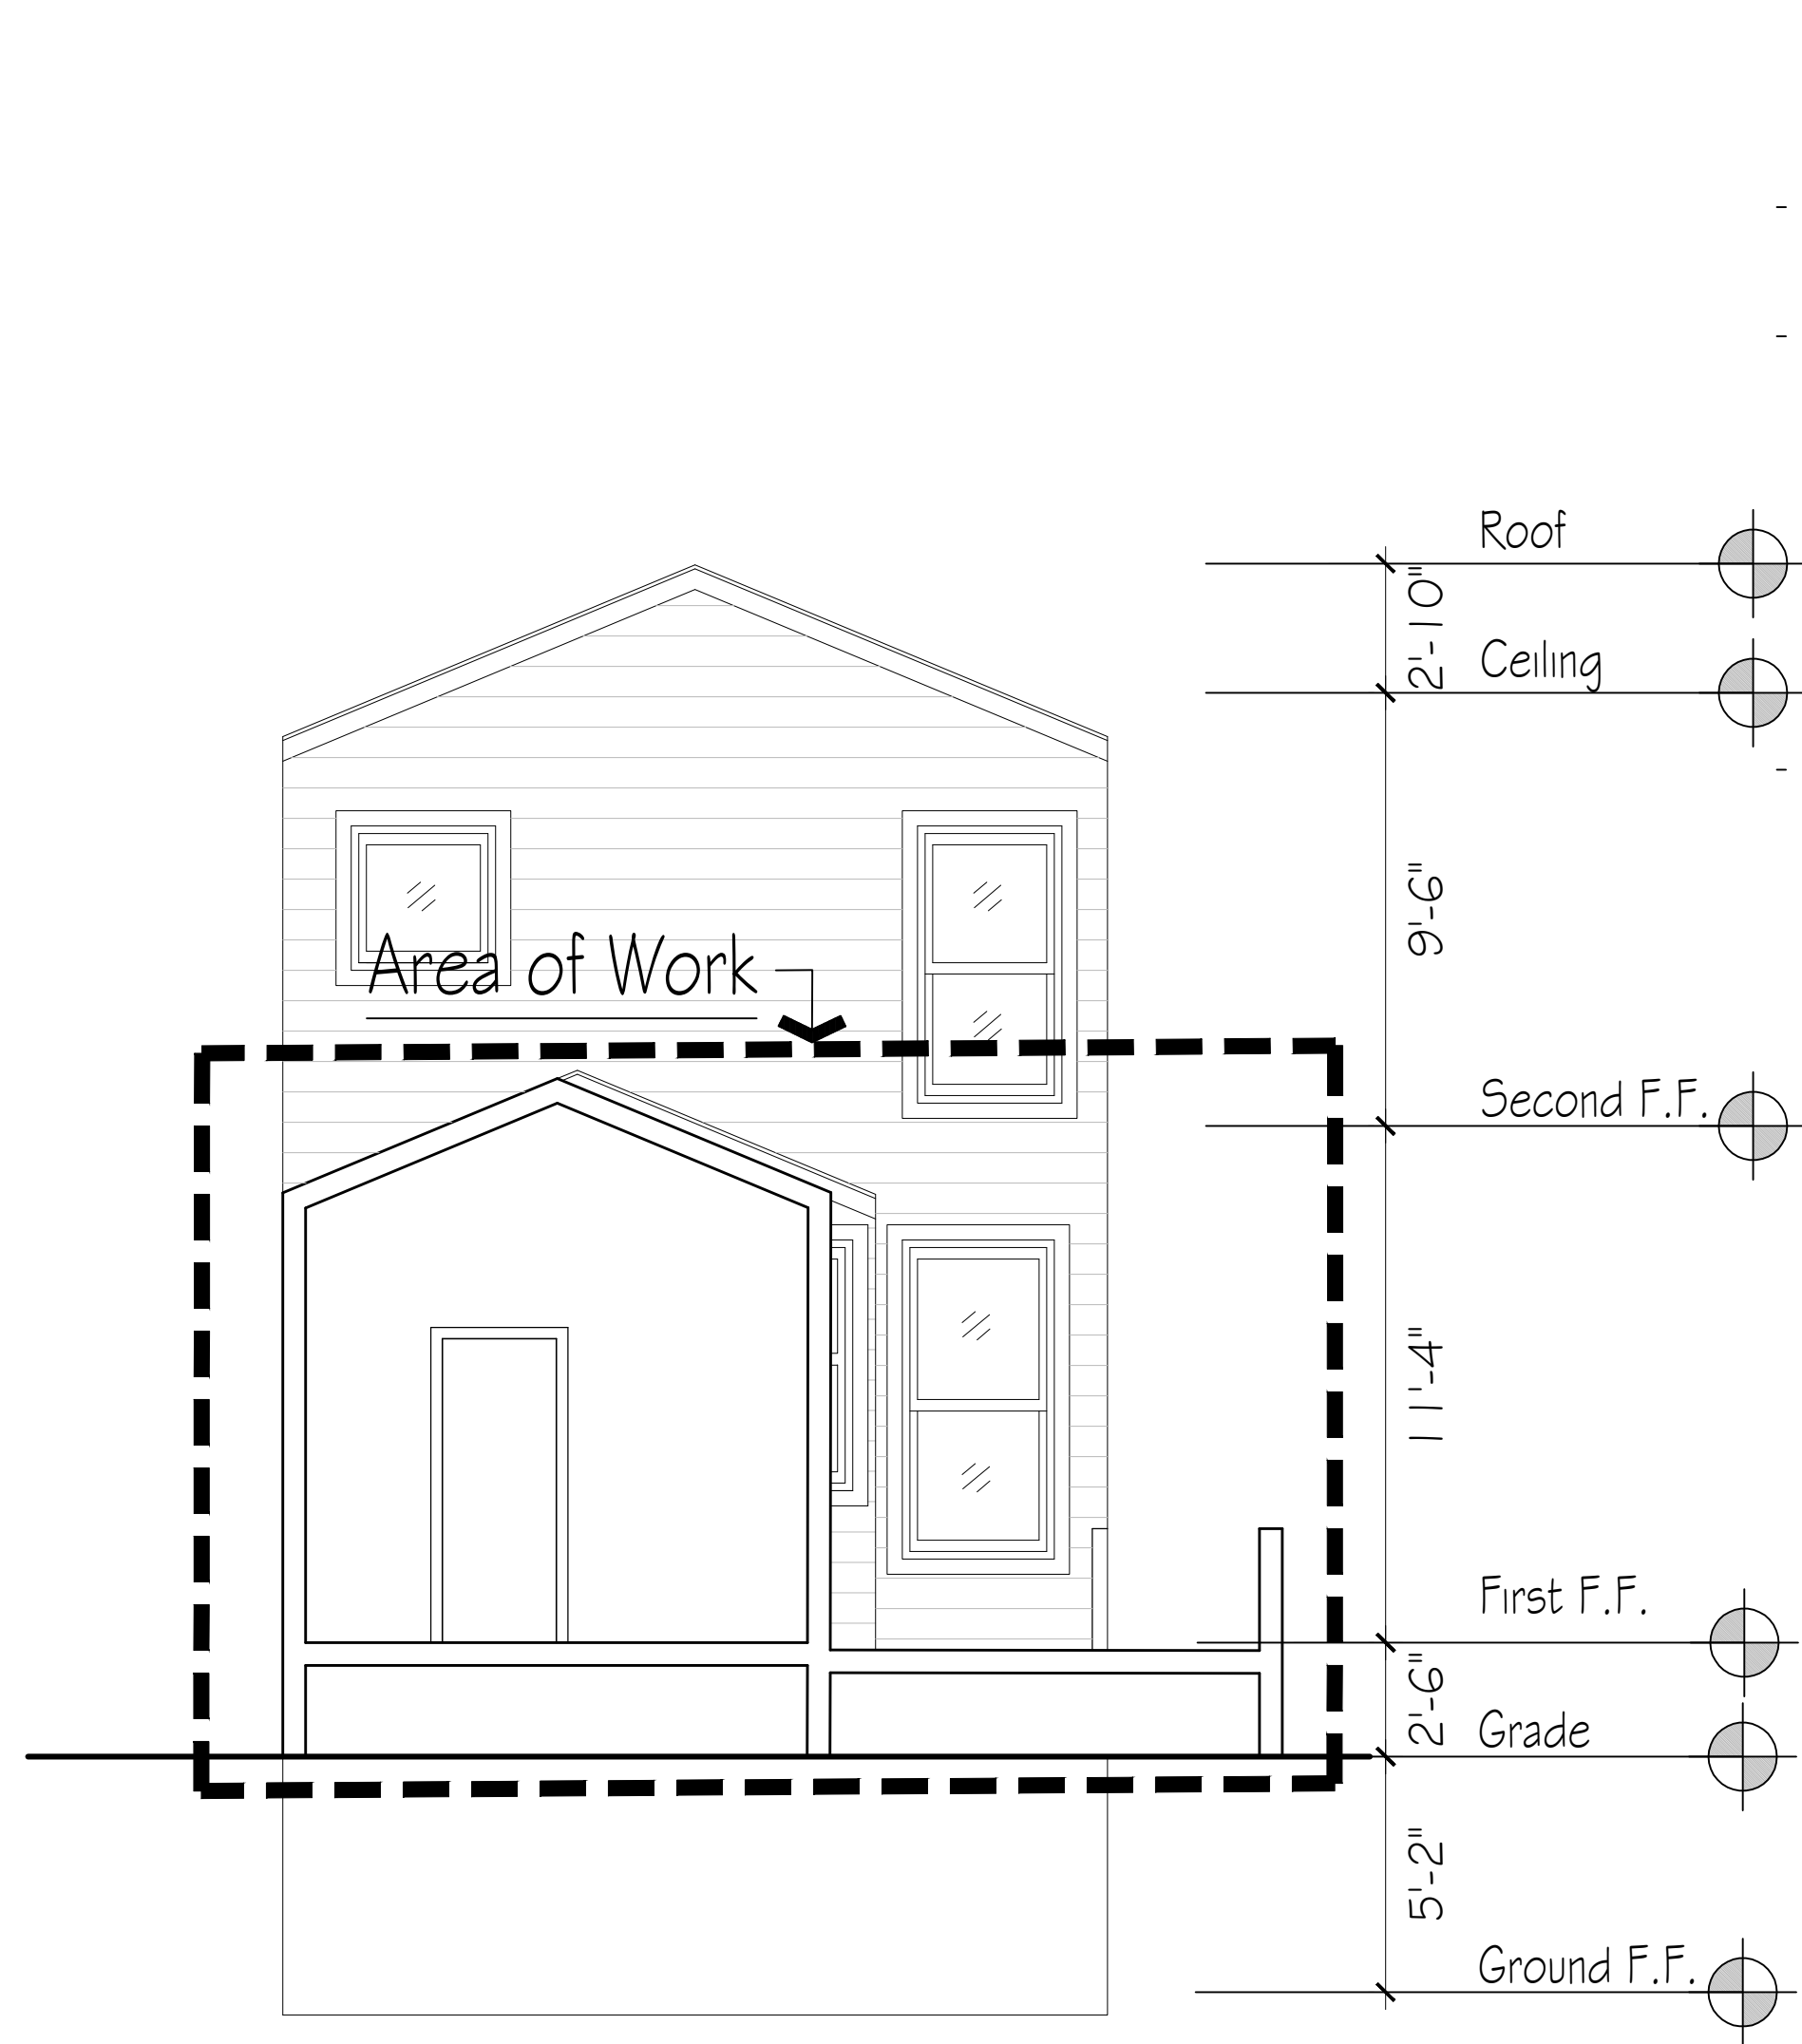 Roof
2'-10"
Ceiling
9'-6"
Area of Work
Second F.F.
11'-4"
First F.F.
2'-6"
Grade
5'-2"
Ground F.F.